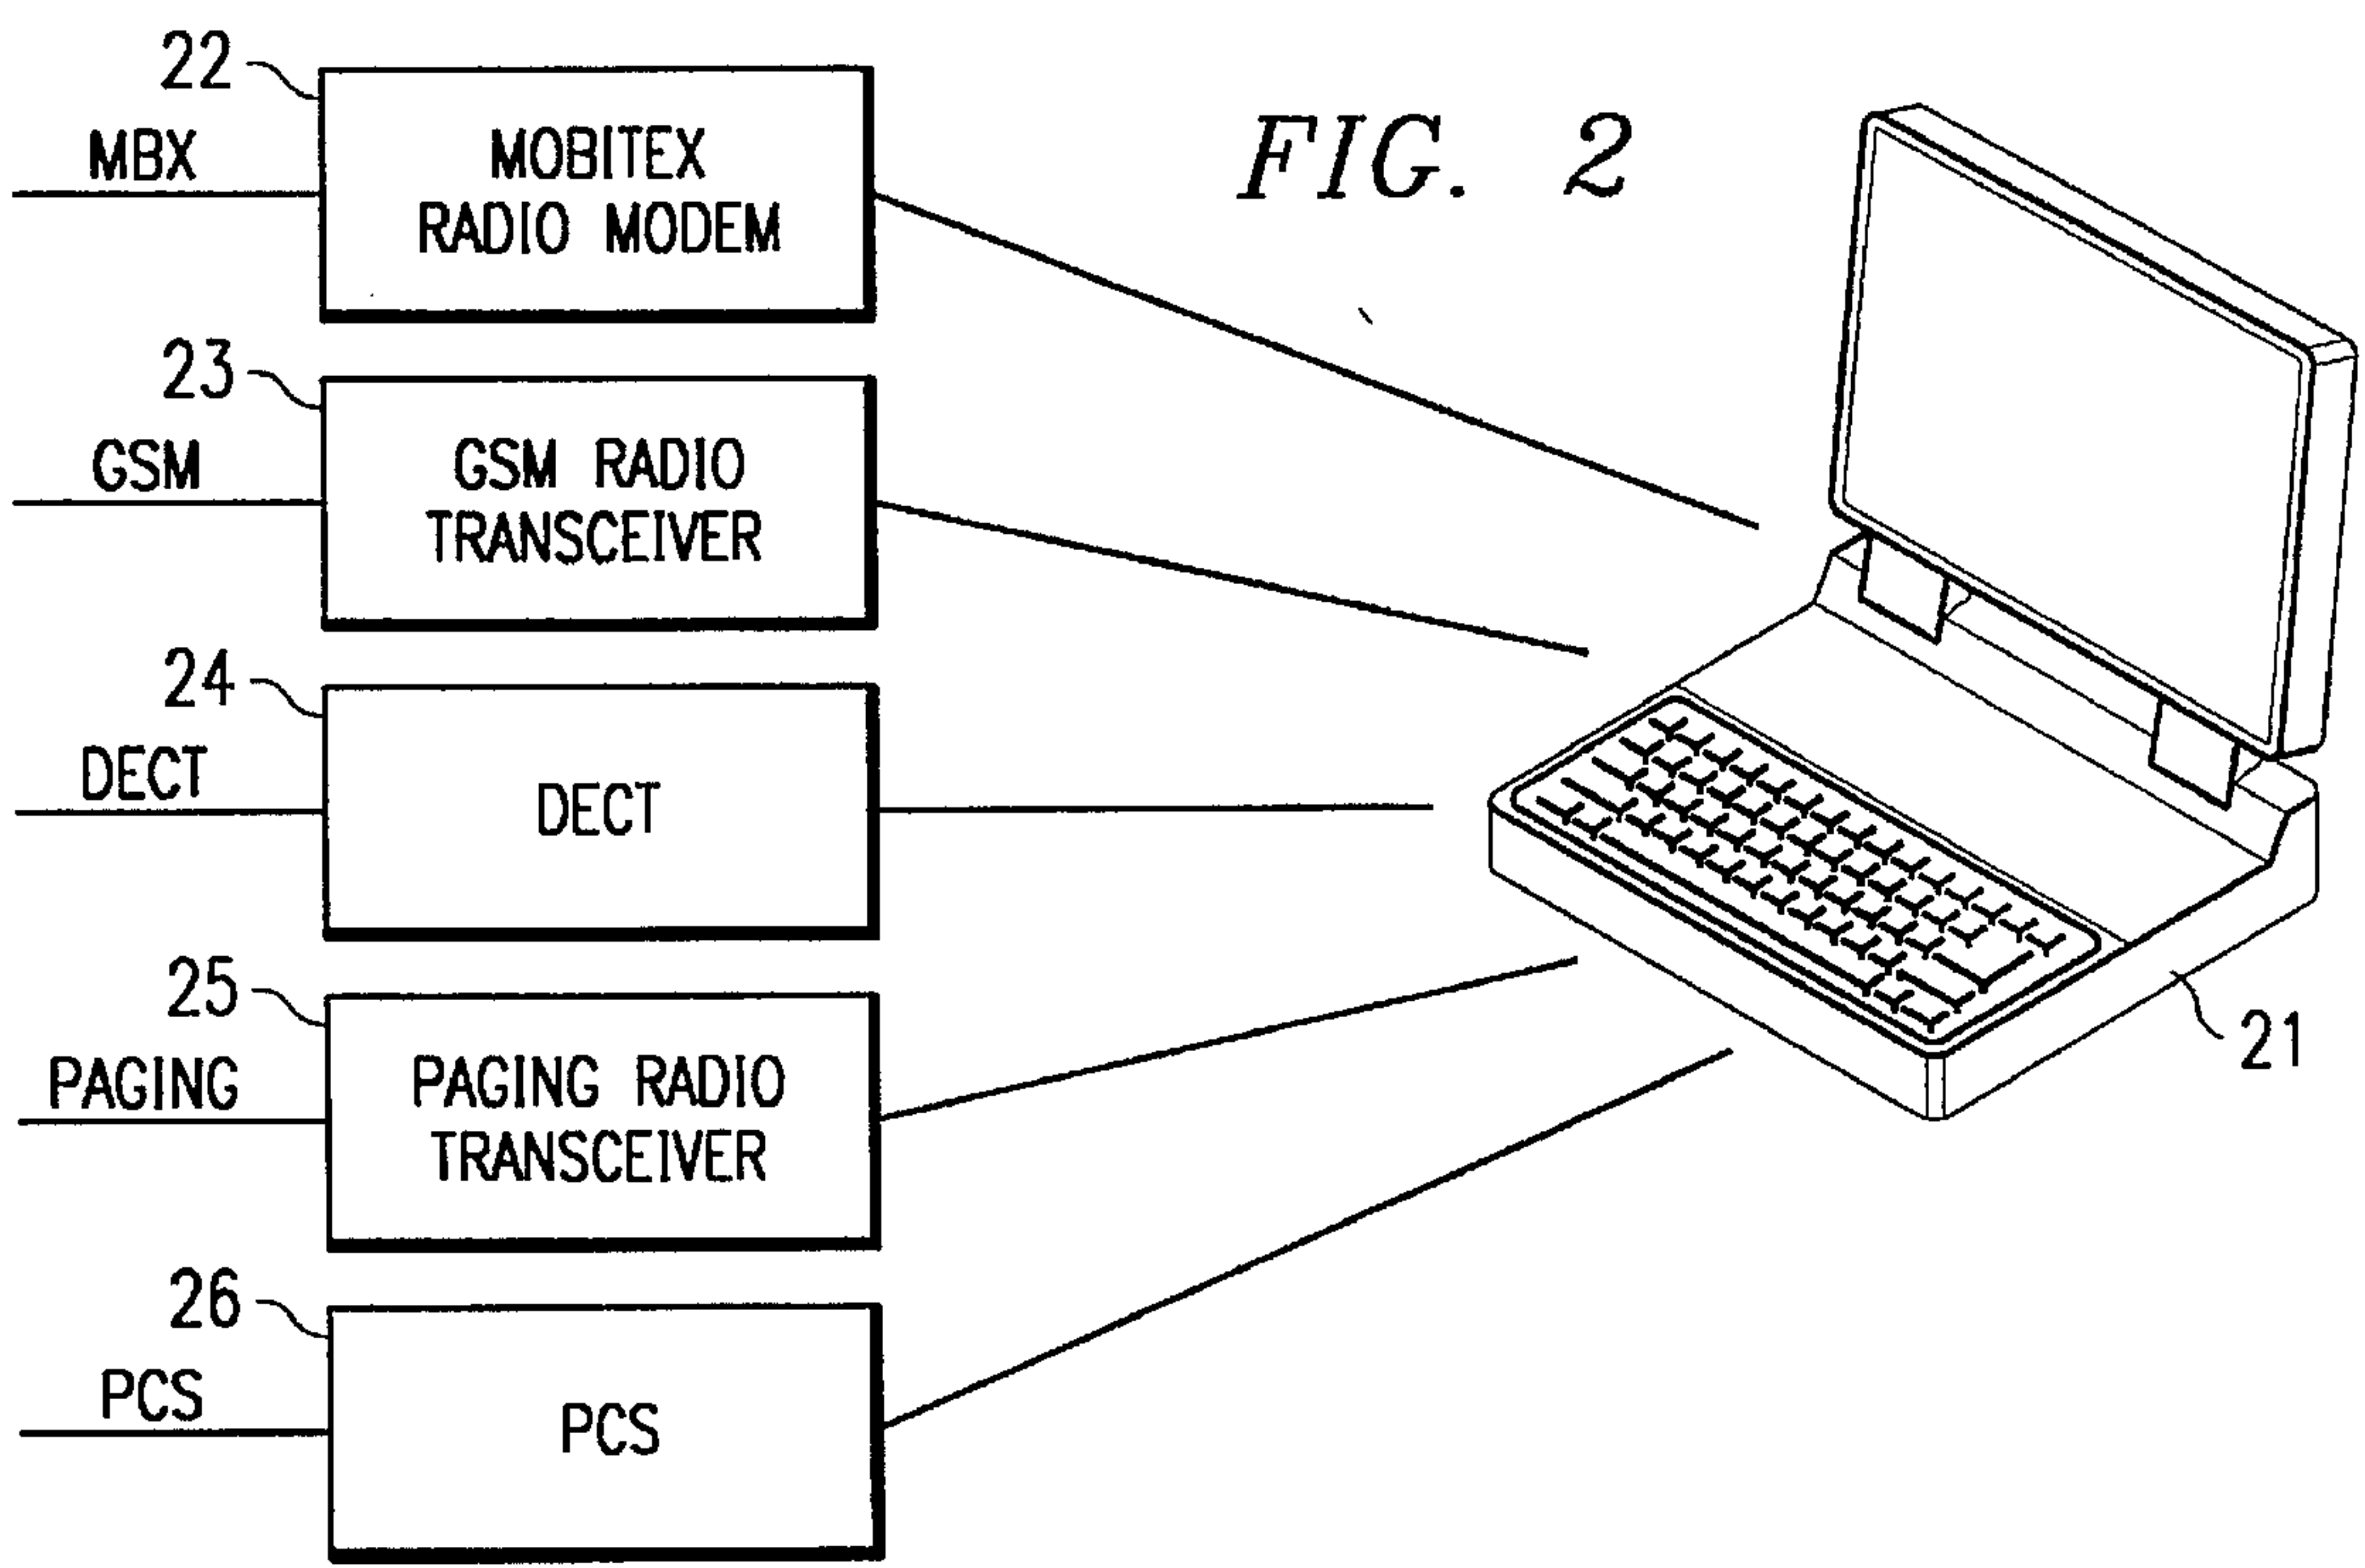 FIG. 2
22
MBX
MOBITEX
RADIO MODEM
23
GSM
GSM RADIO
TRANSCEIVER
24
DECT
DECT
25
PAGING
PAGING RADIO
TRANSCEIVER
26
PCS
PCS
21